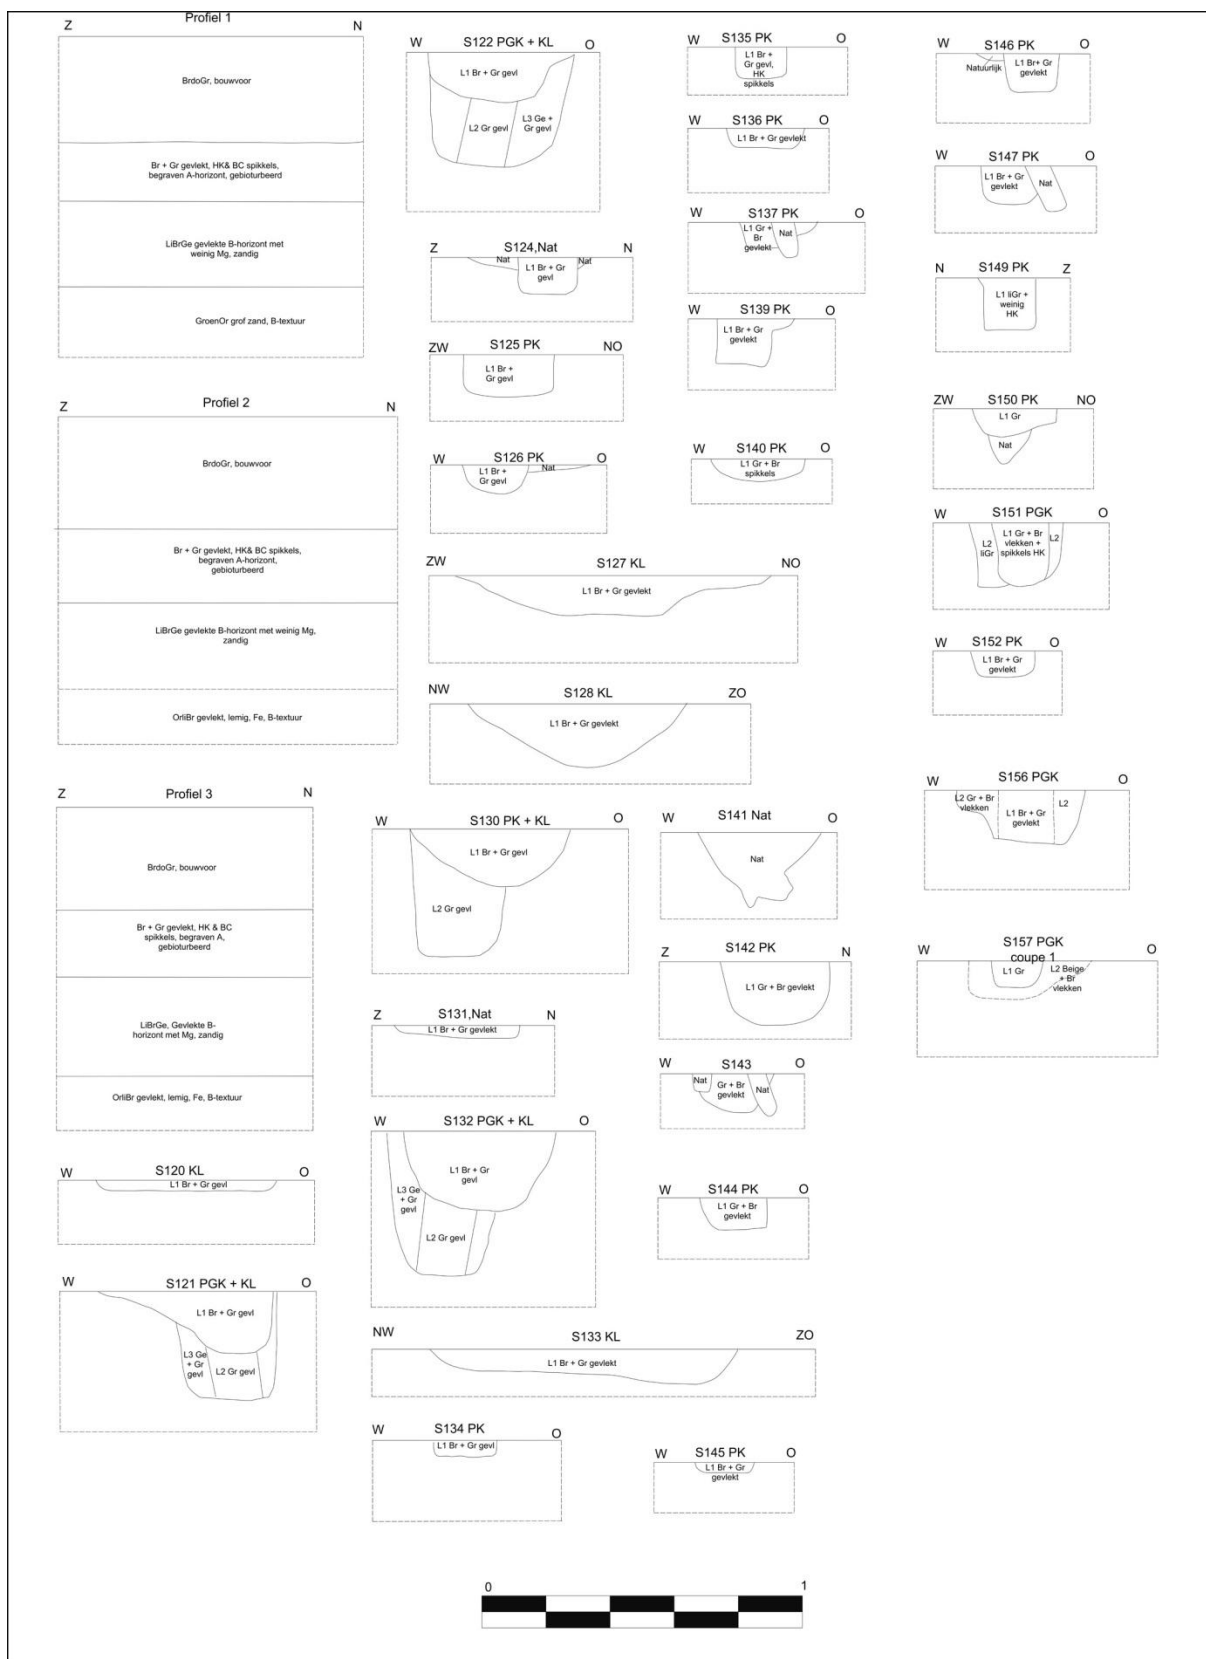 Profiel 1
Z N
BrdoGr, bouwvoor
Br + Gr gevlekt, HK& BC spikkels,
begraven A-horizont, gebioturbeerd
LiBrGe gevlekte B-horizont met
weinig Mg, zandig
GroenOr grof zand, B-textuur
Z Profiel 2 N
BrdoGr, bouwvoor
Br + Gr gevlekt, HK& BC spikkels,
begraven A-horizont,
gebioturbeerd
LiBrGe gevlekte B-horizont met weinig Mg,
zandig
OrliBr gevlekt, lemig, Fe, B-textuur
Z Profiel 3 N
BrdoGr, bouwvoor
Br + Gr gevlekt, HK & BC
spikkels, begraven A,
gebioturbeerd
LiBrGe, Gevlekte B-
horizont met Mg, zandig
OrliBr gevlekt, lemig, Fe, B-textuur
W S120 KL O
L1 Br + Gr gevl
W S121 PGK + KL O
L1 Br + Gr gevl
L3 Ge
+ Gr
gevl
L2 Gr gevl
W S122 PGK + KL O
L1 Br + Gr gevl
L2 Gr gevl
L3 Ge +
Gr gevl
Z S124,Nat N
Nat
L1 Br + Gr
gevl
Nat
ZW S125 PK NO
L1 Br +
Gr gevl
W S126 PK O
L1 Br +
Gr gevl
Nat
ZW S127 KL NO
L1 Br + Gr gevlekt
NW S128 KL ZO
L1 Br + Gr gevlekt
W S130 PK + KL O
L1 Br + Gr gevl
L2 Gr gevl
Z S131,Nat N
L1 Br + Gr gevlekt
W S132 PGK + KL O
L1 Br + Gr
gevl
L3 Ge
+ Gr
gevl
L2 Gr gevl
NW S133 KL ZO
L1 Br + Gr gevlekt
W S134 PK O
L1 Br + Gr gevl
W S135 PK O
L1 Br +
Gr gevl,
HK
spikkels
W S136 PK O
L1 Br + Gr gevlekt
W S137 PK O
L1 Gr +
Br
gevlekt
Nat
W S139 PK O
L1 Br + Gr
gevlekt
W S140 PK O
L1 Gr + Br
spikkels
W S141 Nat O
Nat
Z S142 PK N
L1 Gr + Br gevlekt
W S143 O
Nat
Gr + Br
gevlekt
Nat
W S144 PK O
L1 Gr + Br
gevlekt
W S145 PK O
L1 Br + Gr
gevlekt
W S146 PK O
Natuurlijk
L1 Br+ Gr
gevlekt
W S147 PK O
L1 Br + Gr
gevlekt
Nat
N S149 PK Z
L1 liGr +
weinig
HK
ZW S150 PK NO
L1 Gr
Nat
W S151 PGK O
L2
liGr
L1 Gr + Br
vlekken +
spikkels HK
L2
W S152 PK O
L1 Br + Gr
gevlekt
W S156 PGK O
L2 Gr + Br
vlekken
L1 Br + Gr
gevlekt
L2
W S157 PGK O
coupe 1
L1 Gr
L2 Beige
+ Br
vlekken
0 1